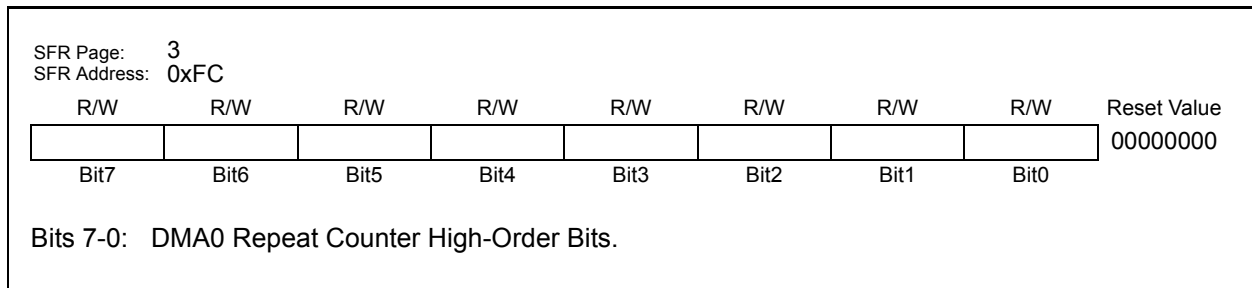 SFR Page: 3
SFR Address: 0xFC
R/W R/W R/W R/W R/W R/W R/W R/W Reset Value
00000000
Bit7 Bit6 Bit5 Bit4 Bit3 Bit2 Bit1 Bit0
Bits 7-0: DMA0 Repeat Counter High-Order Bits.